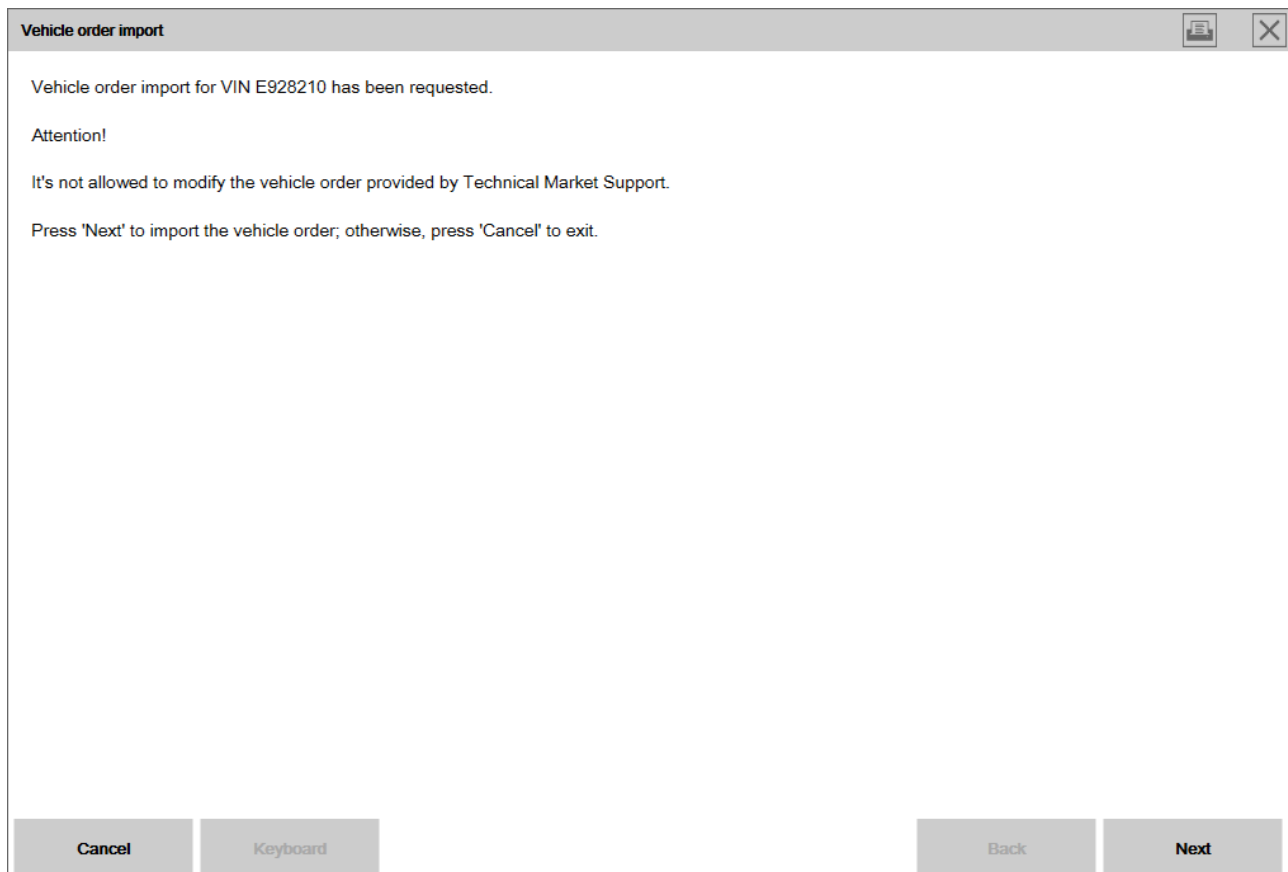 Vehicle order import
Vehicle order import for VIN E928210 has been requested.
Attention!
It's not allowed to modify the vehicle order provided by Technical Market Support.
Press 'Next' to import the vehicle order; otherwise, press 'Cancel' to exit.
Cancel Keyboard Back Next